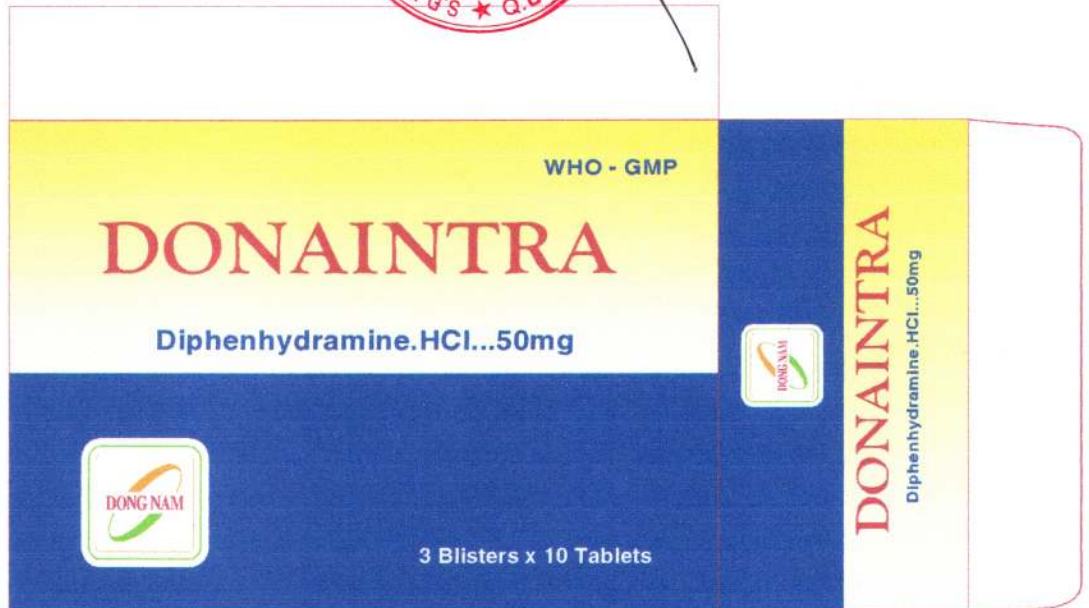 WHO - GMP
DONAINTRA
Diphenhydramine.HCl...50mg
DONG NAM
3 Blisters x 10 Tablets
DONG NAM
DONAINTRA
Diphenhydramine.HCl...50mg